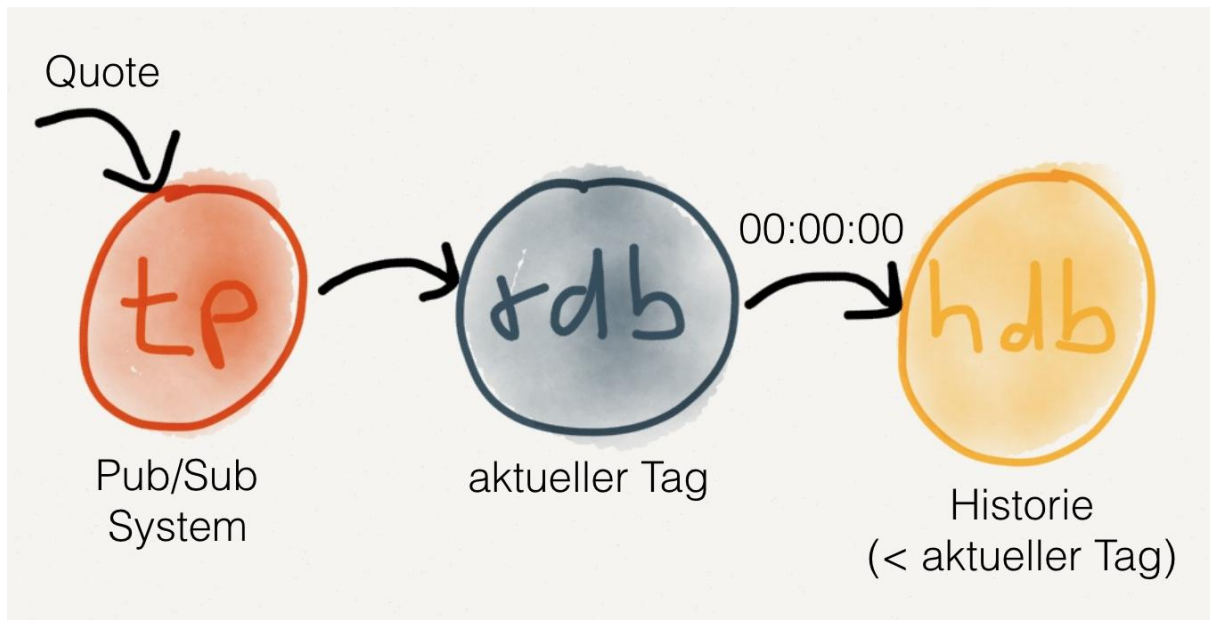 Quote
tp
Pub/Sub
System
rdb
aktueller Tag
00:00:00
hdb
Historie
(< aktueller Tag)